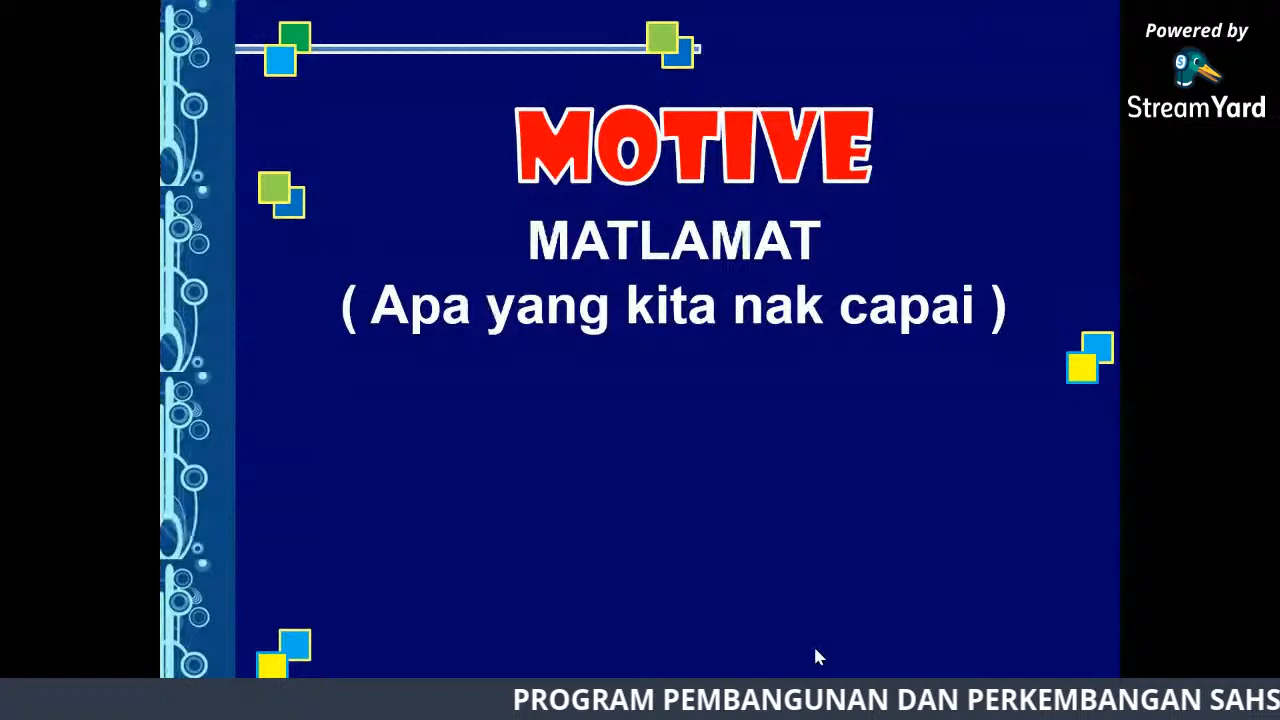 Powered by
StreamYard
MOTIVE
MATLAMAT
( Apa yang kita nak capai )
PROGRAM PEMBANGUNAN DAN PERKEMBANGAN SAHS